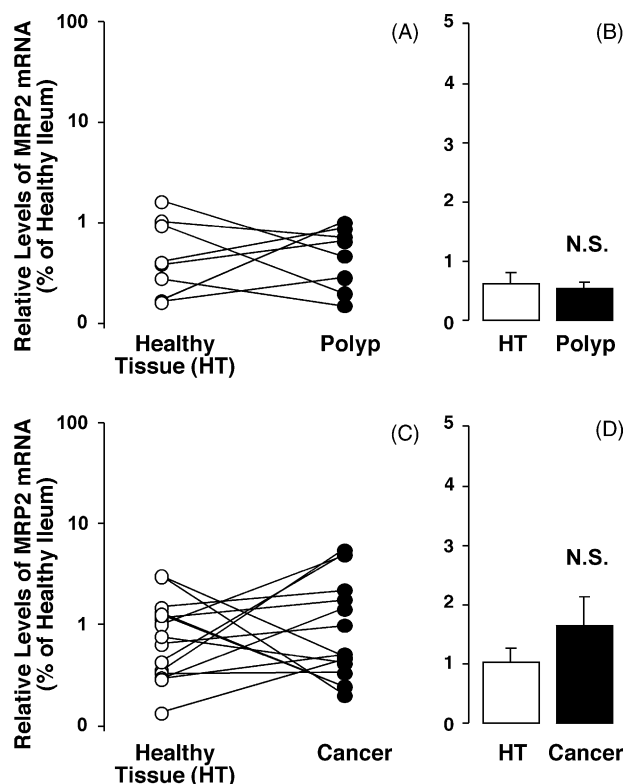 Relative Levels of MRP2 mRNA
(% of Healthy Ileum)
100
10
1
0
(A)
Healthy
Tissue (HT)
Polyp
5
4
3
2
1
0
(B)
N.S.
HT
Polyp
Relative Levels of MRP2 mRNA
(% of Healthy Ileum)
100
10
1
0
(C)
Healthy
Tissue (HT)
Cancer
5
4
3
2
1
0
(D)
N.S.
HT
Cancer